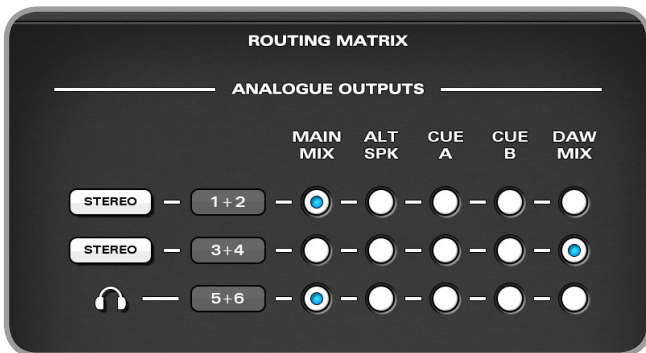 ROUTING MATRIX
ANALOGUE OUTPUTS
MAIN MIX ALT SPK CUE A CUE B DAW MIX
STEREO 1+2
STEREO 3+4
5+6